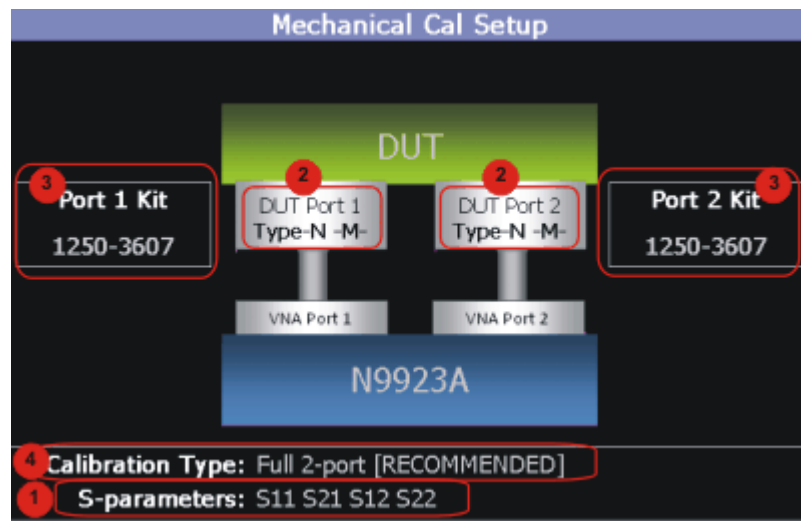 Mechanical Cal Setup
DUT
3
Port 1 Kit
1250-3607
2
DUT Port 1
Type-N -M-
2
DUT Port 2
Type-N -M-
3
Port 2 Kit
1250-3607
VNA Port 1
VNA Port 2
N9923A
4
Calibration Type: Full 2-port [RECOMMENDED]
1
S-parameters: S11 S21 S12 S22